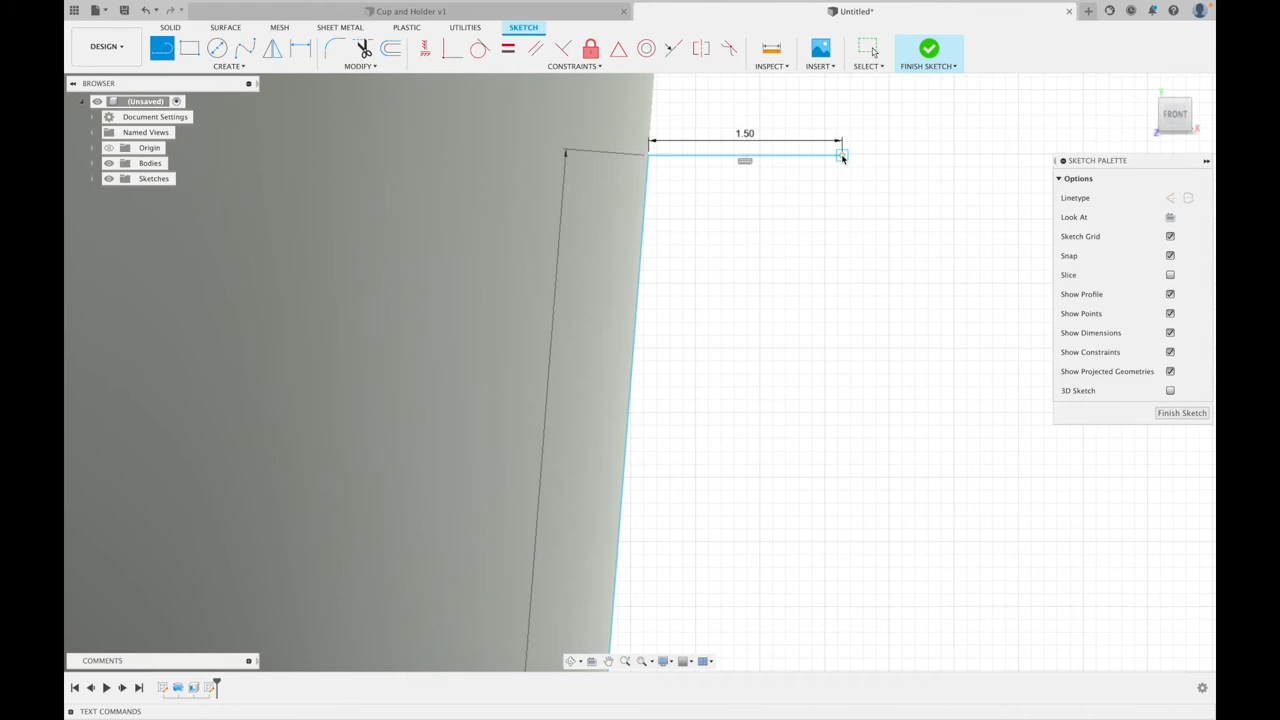 Cup and Holder v1
Untitled*
DESIGN
SOLID
SURFACE
MESH
SHEET METAL
PLASTIC
UTILITIES
SKETCH
CREATE
MODIFY
CONSTRAINTS
INSPECT
INSERT
SELECT
FINISH SKETCH
BROWSER
(Unsaved)
Document Settings
Named Views
Origin
Bodies
Sketches
1.50
Y
FRONT
Z
X
SKETCH PALETTE
Options
Linetype
Look At
Sketch Grid
Snap
Slice
Show Profile
Show Points
Show Dimensions
Show Constraints
Show Projected Geometries
3D Sketch
Finish Sketch
COMMENTS
TEXT COMMANDS